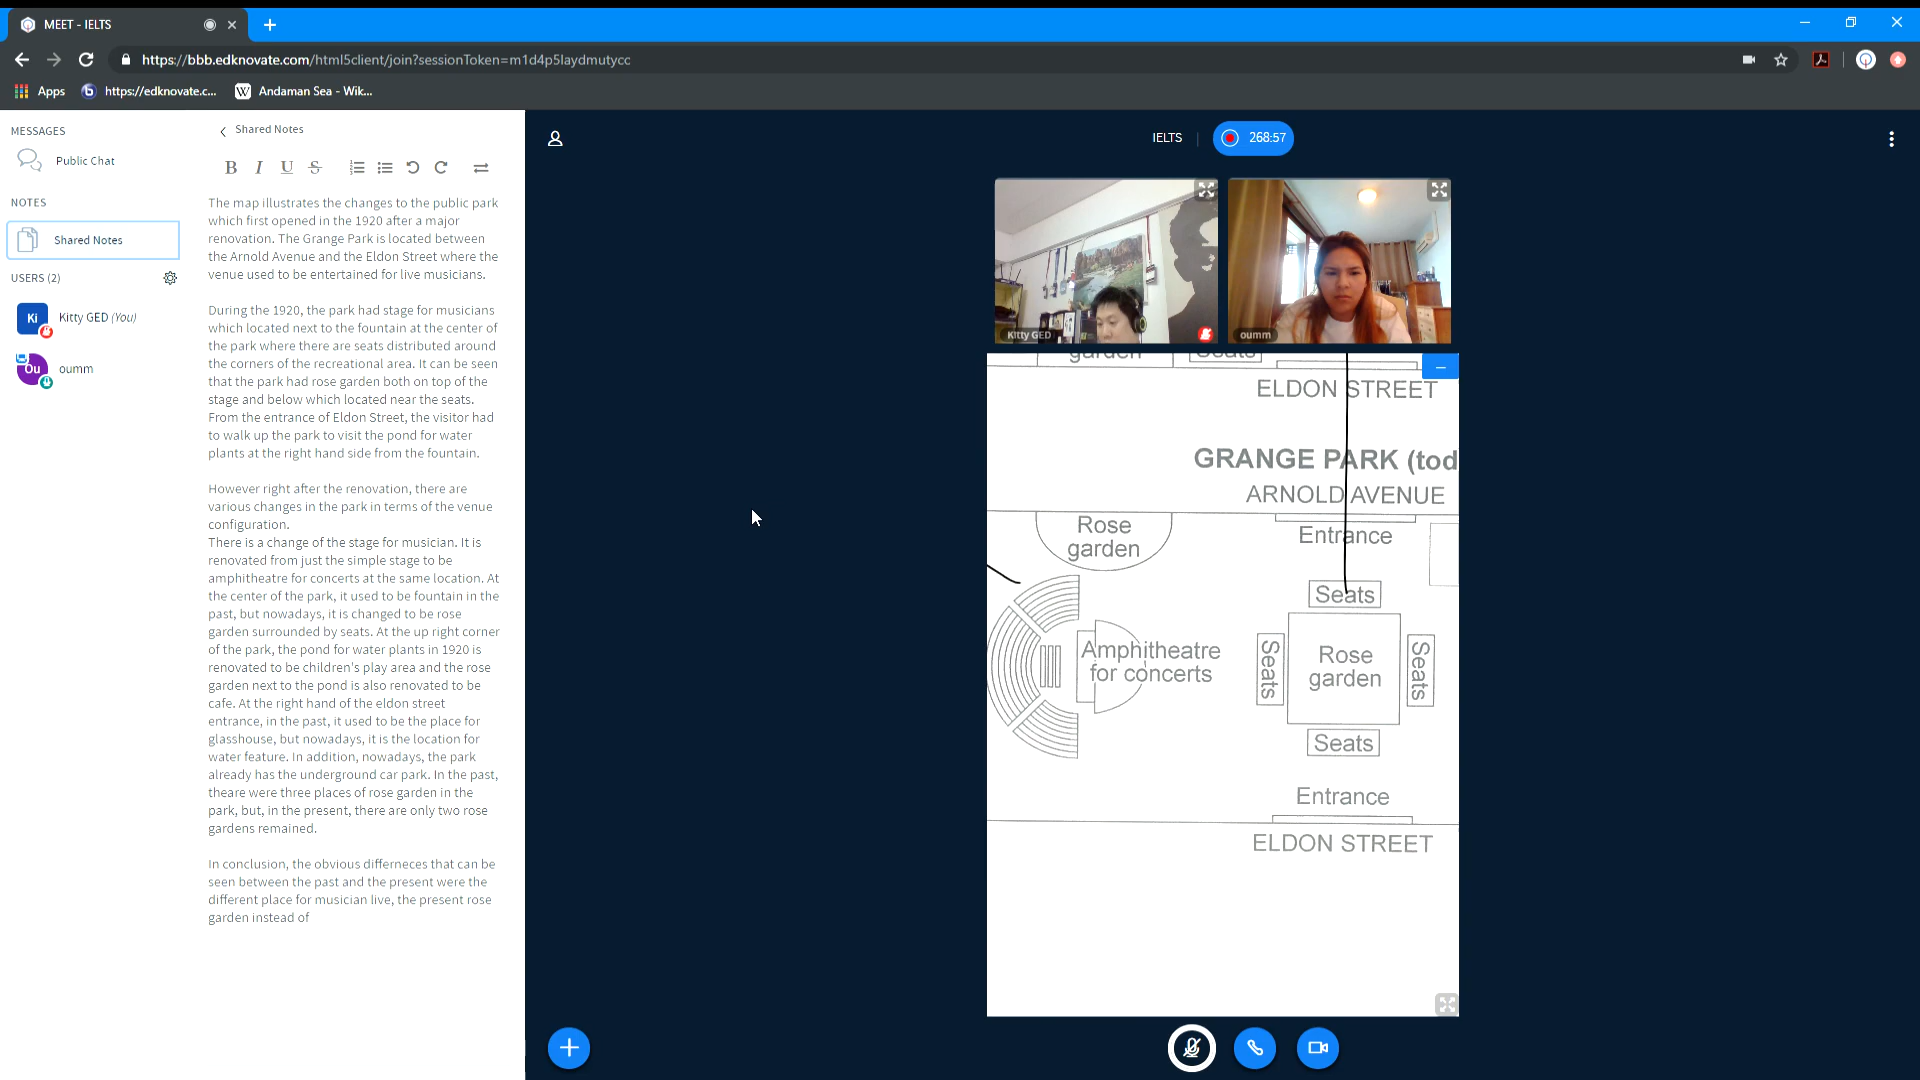 MEET - IELTS
https://bbb.edknovate.com/html5client/join?sessionToken=m1d4p5laydmutycc
Apps
https://edknovate.c...
Andaman Sea - Wik...
MESSAGES
Public Chat
NOTES
Shared Notes
USERS (2)
Ki
Kitty GED (You)
Ou
oumm
Shared Notes
B I U S
The map illustrates the changes to the public park
which first opened in the 1920 after a major
renovation. The Grange Park is located between
the Arnold Avenue and the Eldon Street where the
venue used to be entertained for live musicians.
During the 1920, the park had stage for musicians
which located next to the fountain at the center of
the park where there are seats distributed around
the corners of the recreational area. It can be seen
that the park had rose garden both on top of the
stage and below which located near the seats.
From the entrance of Eldon Street, the visitor had
to walk up the park to visit the pond for water
plants at the right hand side from the fountain.
However right after the renovation, there are
various changes in the park in terms of the venue
configuration.
There is a change of the stage for musician. It is
renovated from just the simple stage to be
amphitheatre for concerts at the same location. At
the center of the park, it used to be fountain in the
past, but nowadays, it is changed to be rose
garden surrounded by seats. At the up right corner
of the park, the pond for water plants in 1920 is
renovated to be children's play area and the rose
garden next to the pond is also renovated to be
cafe. At the right hand of the eldon street
entrance, in the past, it used to be the place for
glasshouse, but nowadays, it is the location for
water feature. In addition, nowadays, the park
already has the underground car park. In the past,
theare were three places of rose garden in the
park, but, in the present, there are only two rose
gardens remained.
In conclusion, the obvious differneces that can be
seen between the past and the present were the
different place for musician live, the present rose
garden instead of
IELTS
268:57
Kitty GED
oumm
garden
Seats
ELDON STREET
GRANGE PARK (tod
ARNOLD AVENUE
Rose
garden
Entrance
Seats
Amphitheatre
for concerts
Seats
Rose
garden
Seats
Seats
Entrance
ELDON STREET